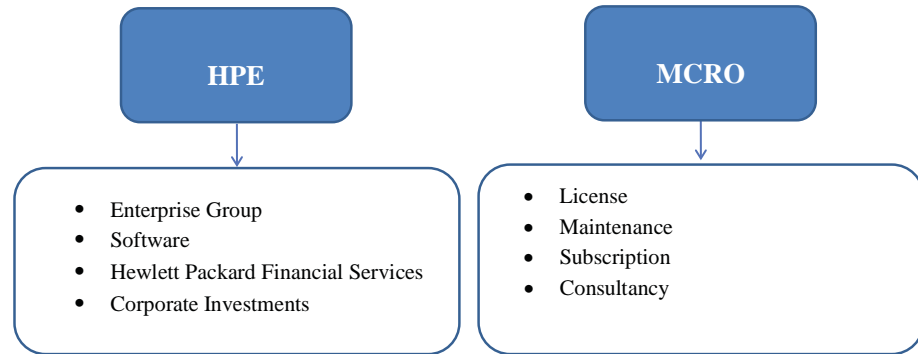 HPE
• Enterprise Group
• Software
• Hewlett Packard Financial Services
• Corporate Investments
MCRO
• License
• Maintenance
• Subscription
• Consultancy